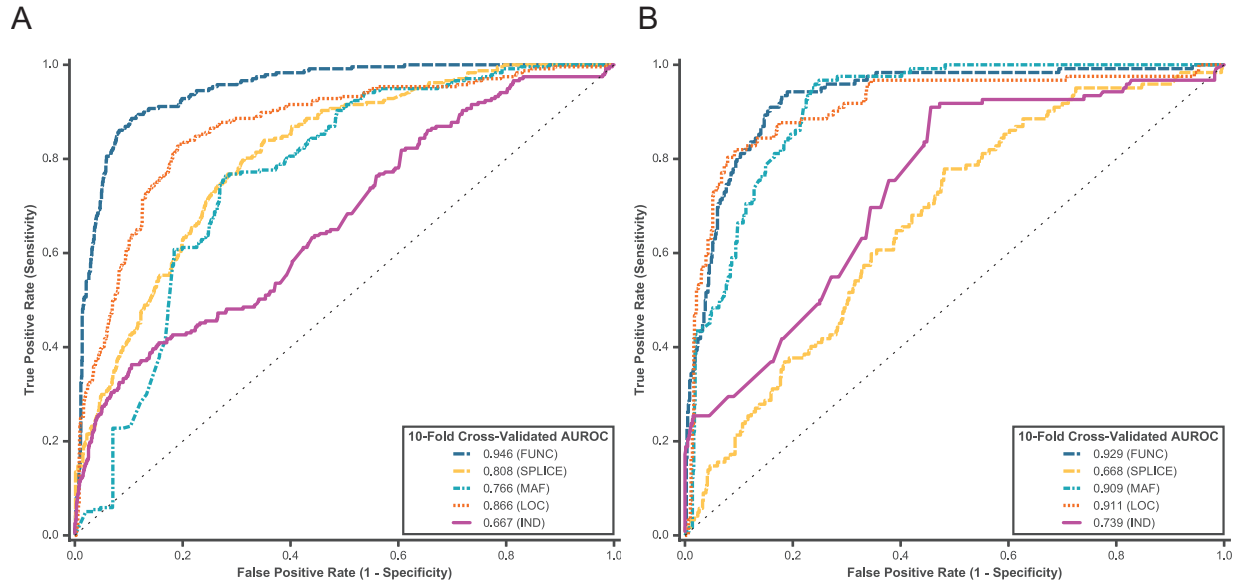 A
1.0
0.8
0.6
0.4
0.2
0.0
True Positive Rate (Sensitivity)
0.0 0.2 0.4 0.6 0.8 1.0
False Positive Rate (1 - Specificity)
10-Fold Cross-Validated AUROC
0.946 (FUNC)
0.808 (SPLICE)
0.766 (MAF)
0.866 (LOC)
0.667 (IND)
B
1.0
0.8
0.6
0.4
0.2
0.0
True Positive Rate (Sensitivity)
0.0 0.2 0.4 0.6 0.8 1.0
False Positive Rate (1 - Specificity)
10-Fold Cross-Validated AUROC
0.929 (FUNC)
0.668 (SPLICE)
0.909 (MAF)
0.911 (LOC)
0.739 (IND)